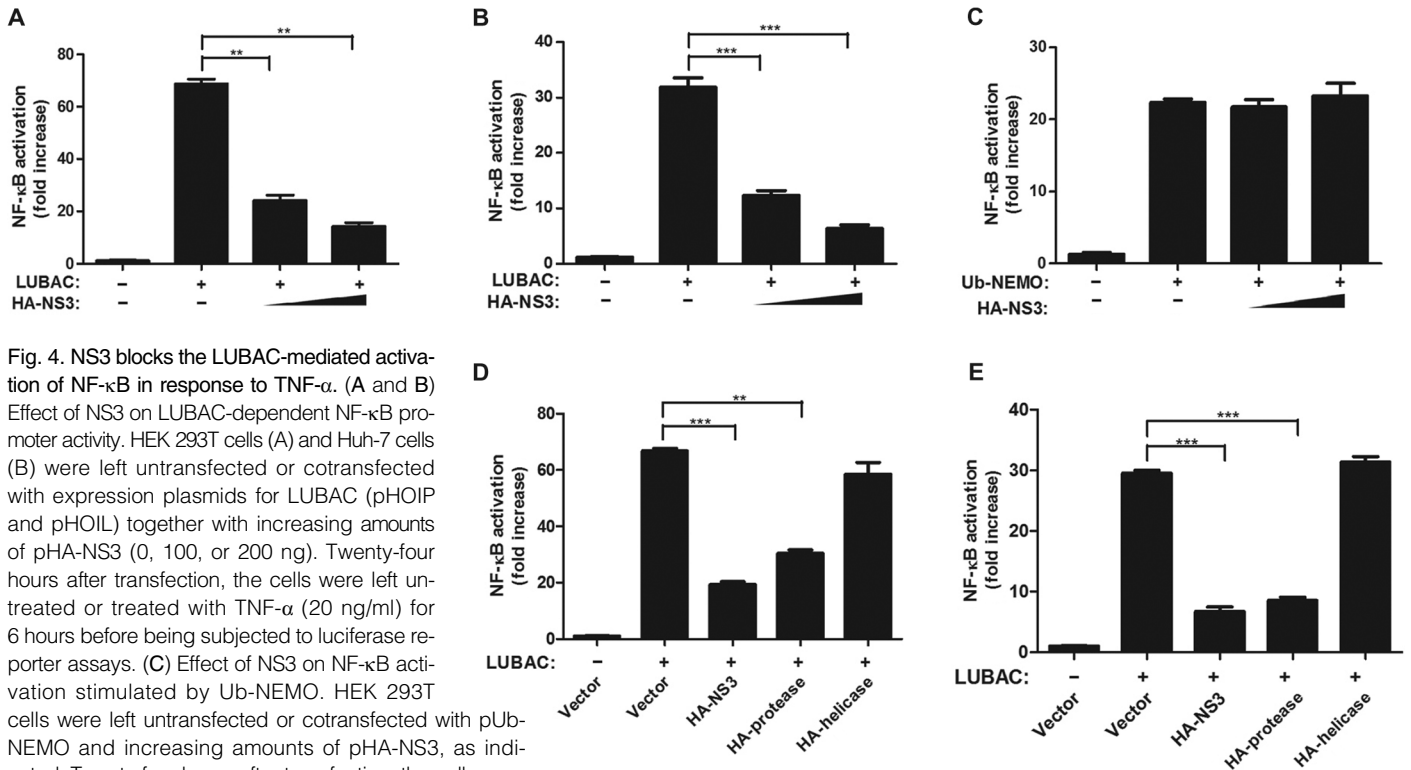 A
80
60
40
20
0
NF-κB activation
(fold increase)
**
**
LUBAC: – + + +
HA-NS3: – –
B
40
30
20
10
0
NF-κB activation
(fold increase)
***
***
LUBAC: – + + +
HA-NS3: – –
C
30
20
10
0
NF-κB activation
(fold increase)
Ub-NEMO: – + + +
HA-NS3: – –
Fig. 4. NS3 blocks the LUBAC-mediated activa-
tion of NF-κB in response to TNF-α. (A and B)
Effect of NS3 on LUBAC-dependent NF-κB pro-
moter activity. HEK 293T cells (A) and Huh-7 cells
(B) were left untransfected or cotransfected
with expression plasmids for LUBAC (pHOIP
and pHOIL) together with increasing amounts
of pHA-NS3 (0, 100, or 200 ng). Twenty-four
hours after transfection, the cells were left un-
treated or treated with TNF-α (20 ng/ml) for
6 hours before being subjected to luciferase re-
porter assays. (C) Effect of NS3 on NF-κB acti-
vation stimulated by Ub-NEMO. HEK 293T
cells were left untransfected or cotransfected with pUb-
NEMO and increasing amounts of pHA-NS3, as indi-
D
80
60
40
20
0
NF-κB activation
(fold increase)
**
***
LUBAC: – + + + +
Vector Vector HA-NS3 HA-protease HA-helicase
E
40
30
20
10
0
NF-κB activation
(fold increase)
***
***
LUBAC: – + + + +
Vector Vector HA-NS3 HA-protease HA-helicase